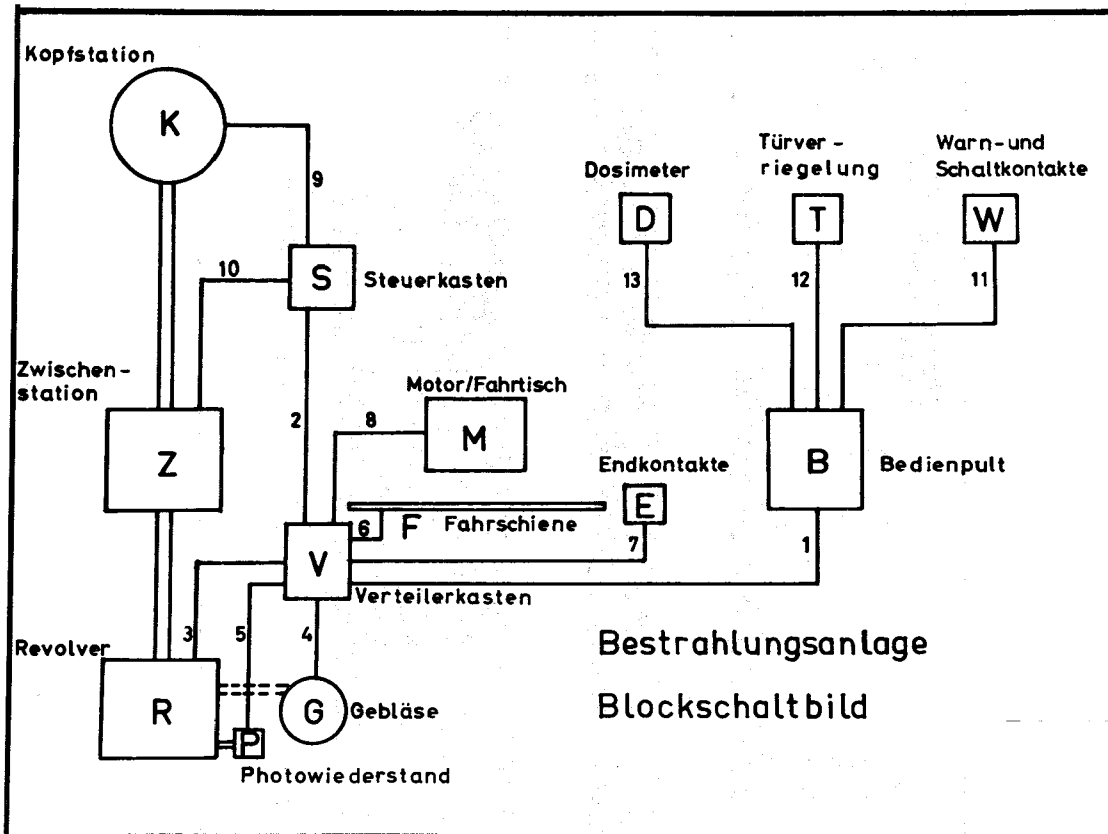 Kopfstation
K
9
Dosimeter
Türver-
riegelung
Warn-und
Schaltkontakte
D
T
W
13
12
11
10
S
Steuerkasten
Zwischen-
station
Z
2
8
Motor/Fahrtisch
M
Endkontakte
E
B
Bedienpult
6
F
Fahrschiene
7
1
V
Verteilerkasten
3
5
4
Revolver
R
G
Gebläse
P
Photowiederstand
Bestrahlungsanlage
Blockschaltbild